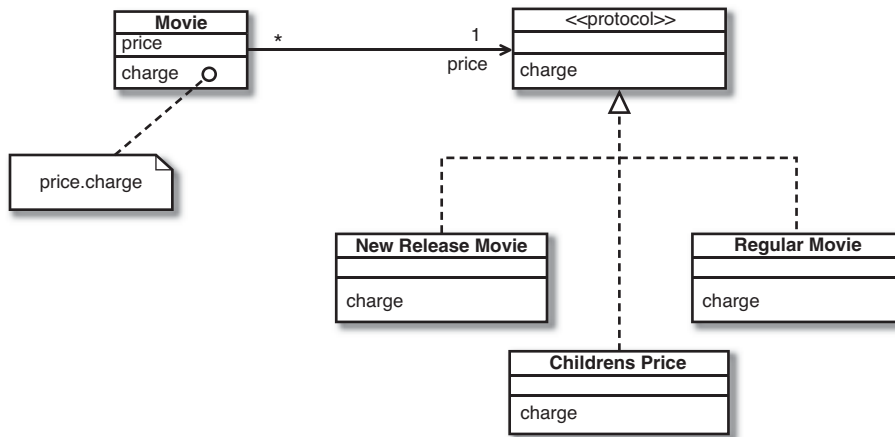 Movie
price
charge
*
1
price
<<protocol>>
charge
price.charge
New Release Movie
charge
Regular Movie
charge
Childrens Price
charge